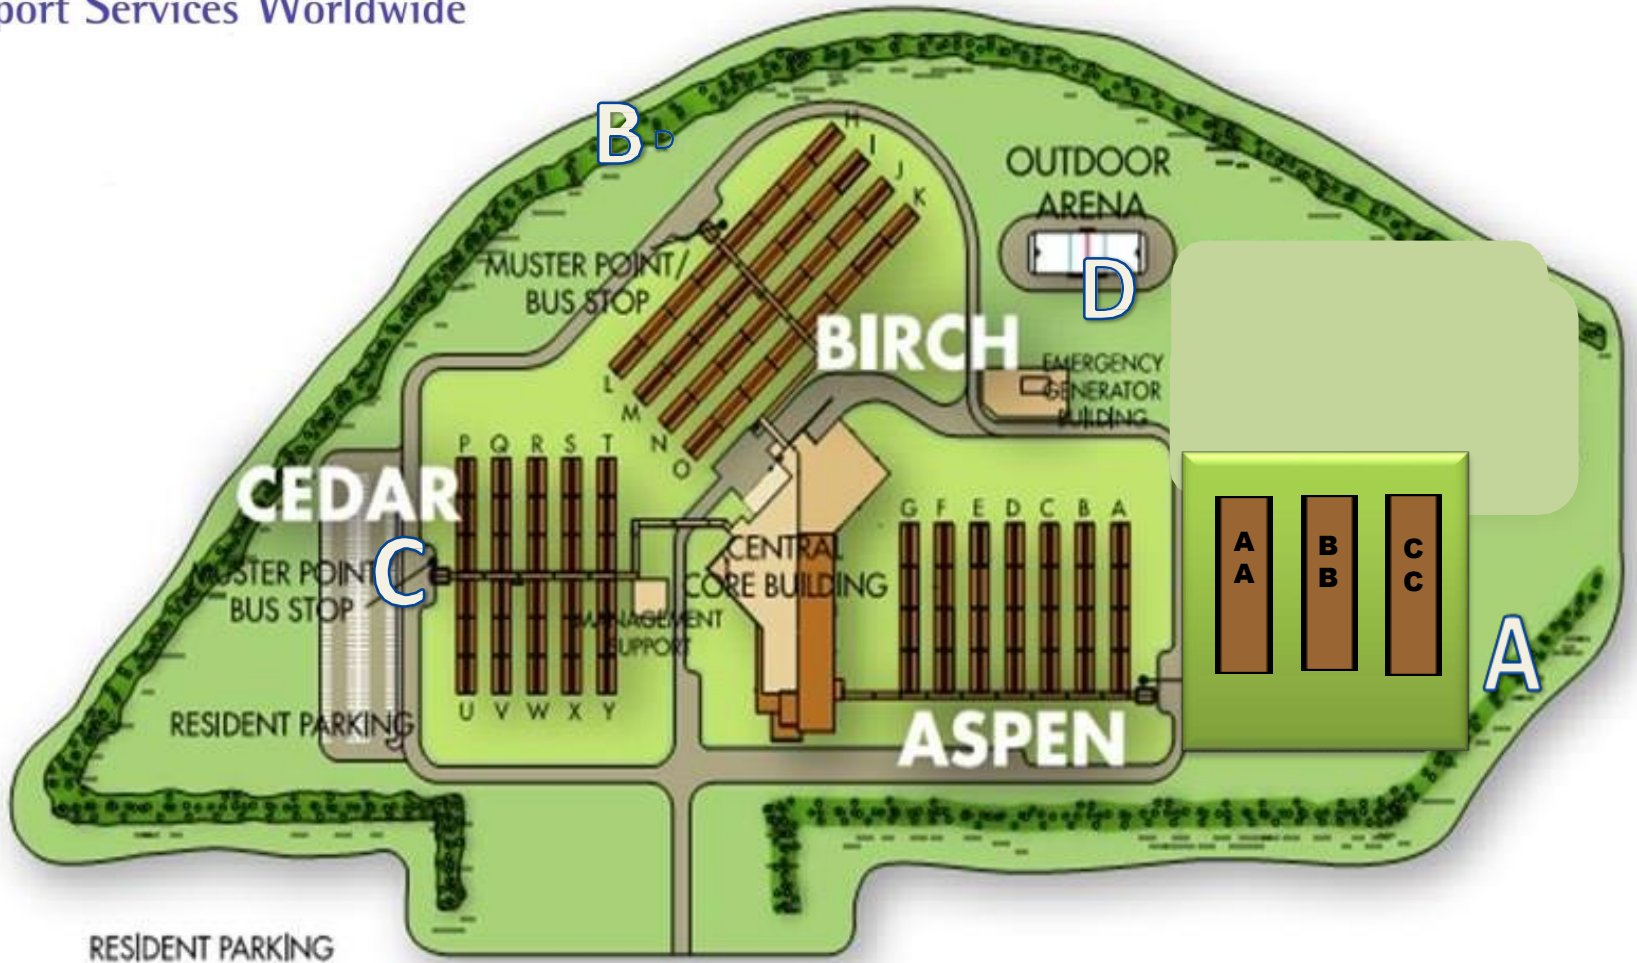 port Services Worldwide
B D
H
I
J
K
OUTDOOR
ARENA
D
MUSTER POINT/
BUS STOP
BIRCH
EMERGENCY
GENERATOR
BUILDING
L
M
N
O
P Q R S T
CEDAR
G F E D C B A
CENTRAL
CORE BUILDING
C
MUSTER POINT
BUS STOP
MANAGEMENT
SUPPORT
A
A
B
B
C
C
A
U V W X Y
RESIDENT PARKING
ASPEN
RESIDENT PARKING